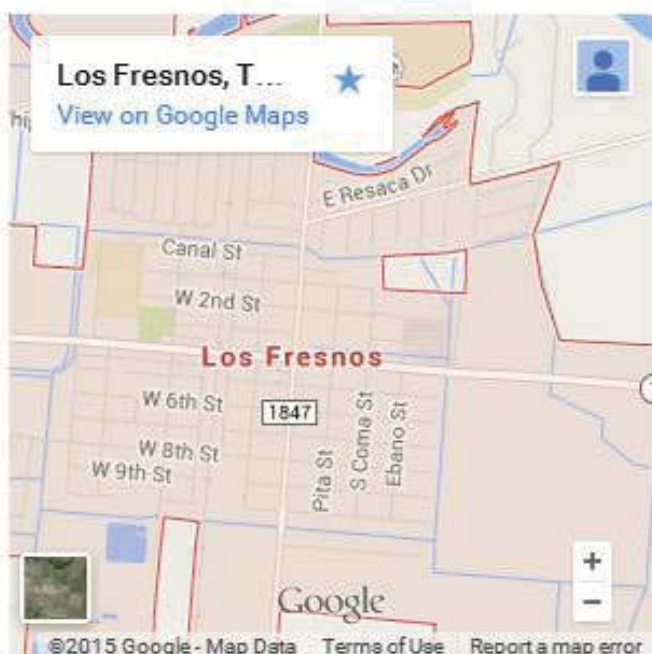 Los Fresnos, T...
View on Google Maps
E Resaca Dr
Canal St
W 2nd St
Los Fresnos
W 6th St
1847
W 8th St
W 9th St
Pita St
S Coma St
Ebano St
+
Google
−
©2015 Google - Map Data Terms of Use Report a map error